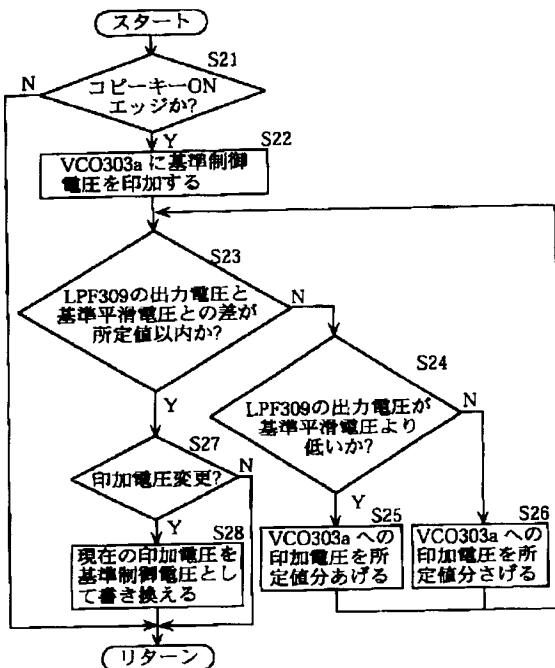 スタート
S21
N
コピーキーON
エッジか?
Y
S22
VCO303aに基準制御
電圧を印加する
S23
LPF309の出力電圧と
基準平滑電圧との差が
所定値以内か?
N
Y
S24
LPF309の出力電圧が
基準平滑電圧より
低いか?
N
Y
S27
印加電圧変更?
N
Y
S25
VCO303aへの
印加電圧を所
定値分あげる
S26
VCO303aへの
印加電圧を所
定値分さげる
S28
現在の印加電圧を
基準制御電圧とし
て書き換える
リターン